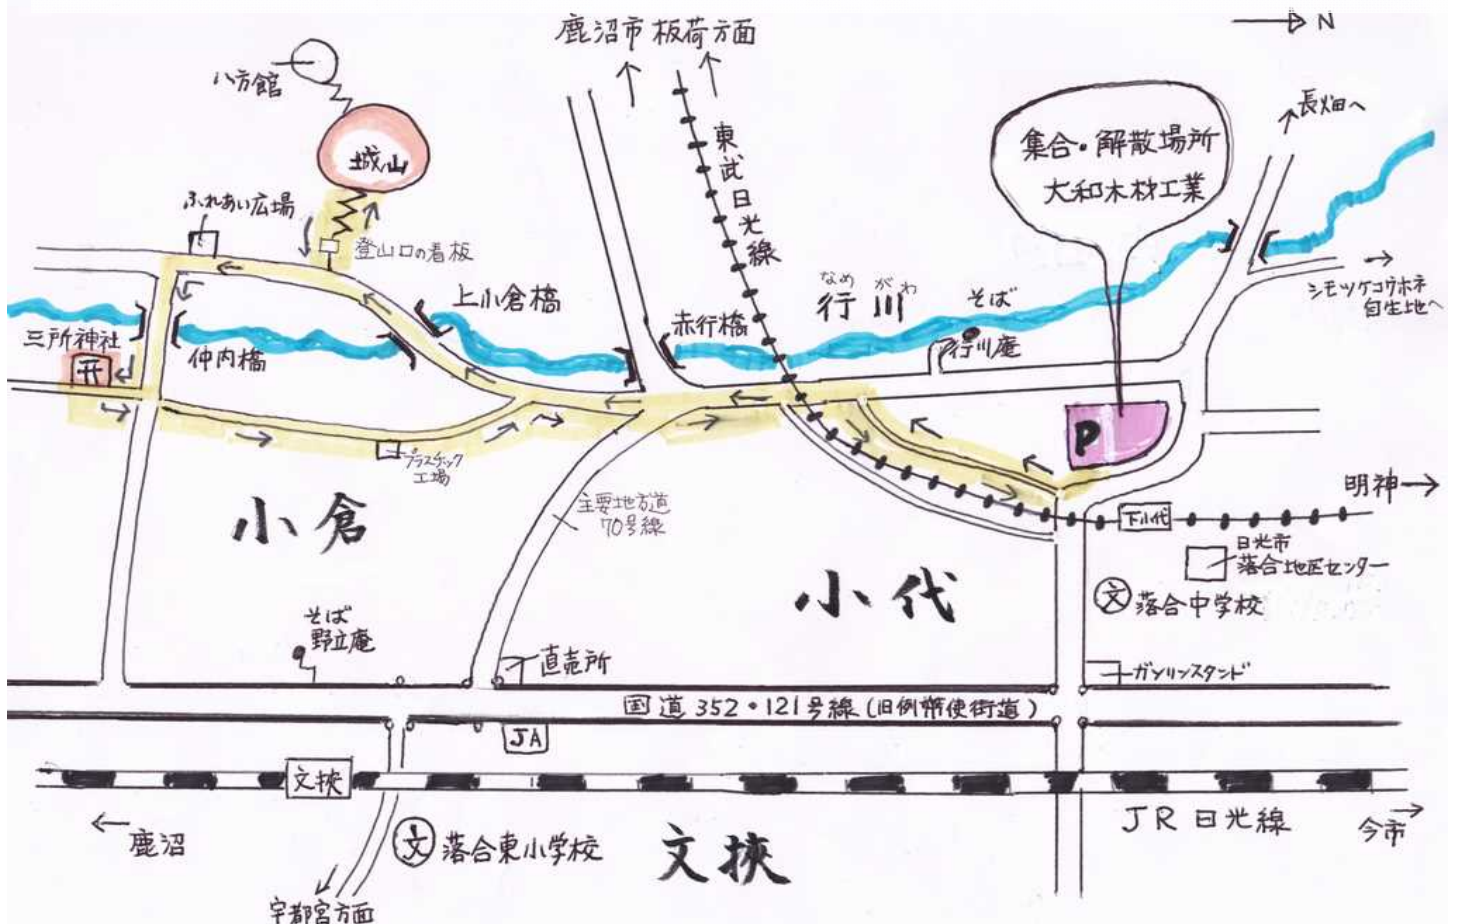 鹿沼市 板荷方面
N
八方館
城山
ふれあい広場
登山口の看板
東武日光線
集合・解散場所
大和木材工業
長畑へ
シモツケコウホネ
自生地へ
上小倉橋
赤行橋
なめ がわ
行川
そば
行川庵
三所神社
仲内橋
P
プラスチック
工場
小倉
主要地方道
70号線
小代
下小代
明神
日光市
落合地区センター
文 落合中学校
そば
野立庵
直売所
ガソリンスタンド
国道352・121号線(旧例幣使街道)
JA
文挾
JR日光線
鹿沼
今市
文 落合東小学校
文挾
宇都宮方面